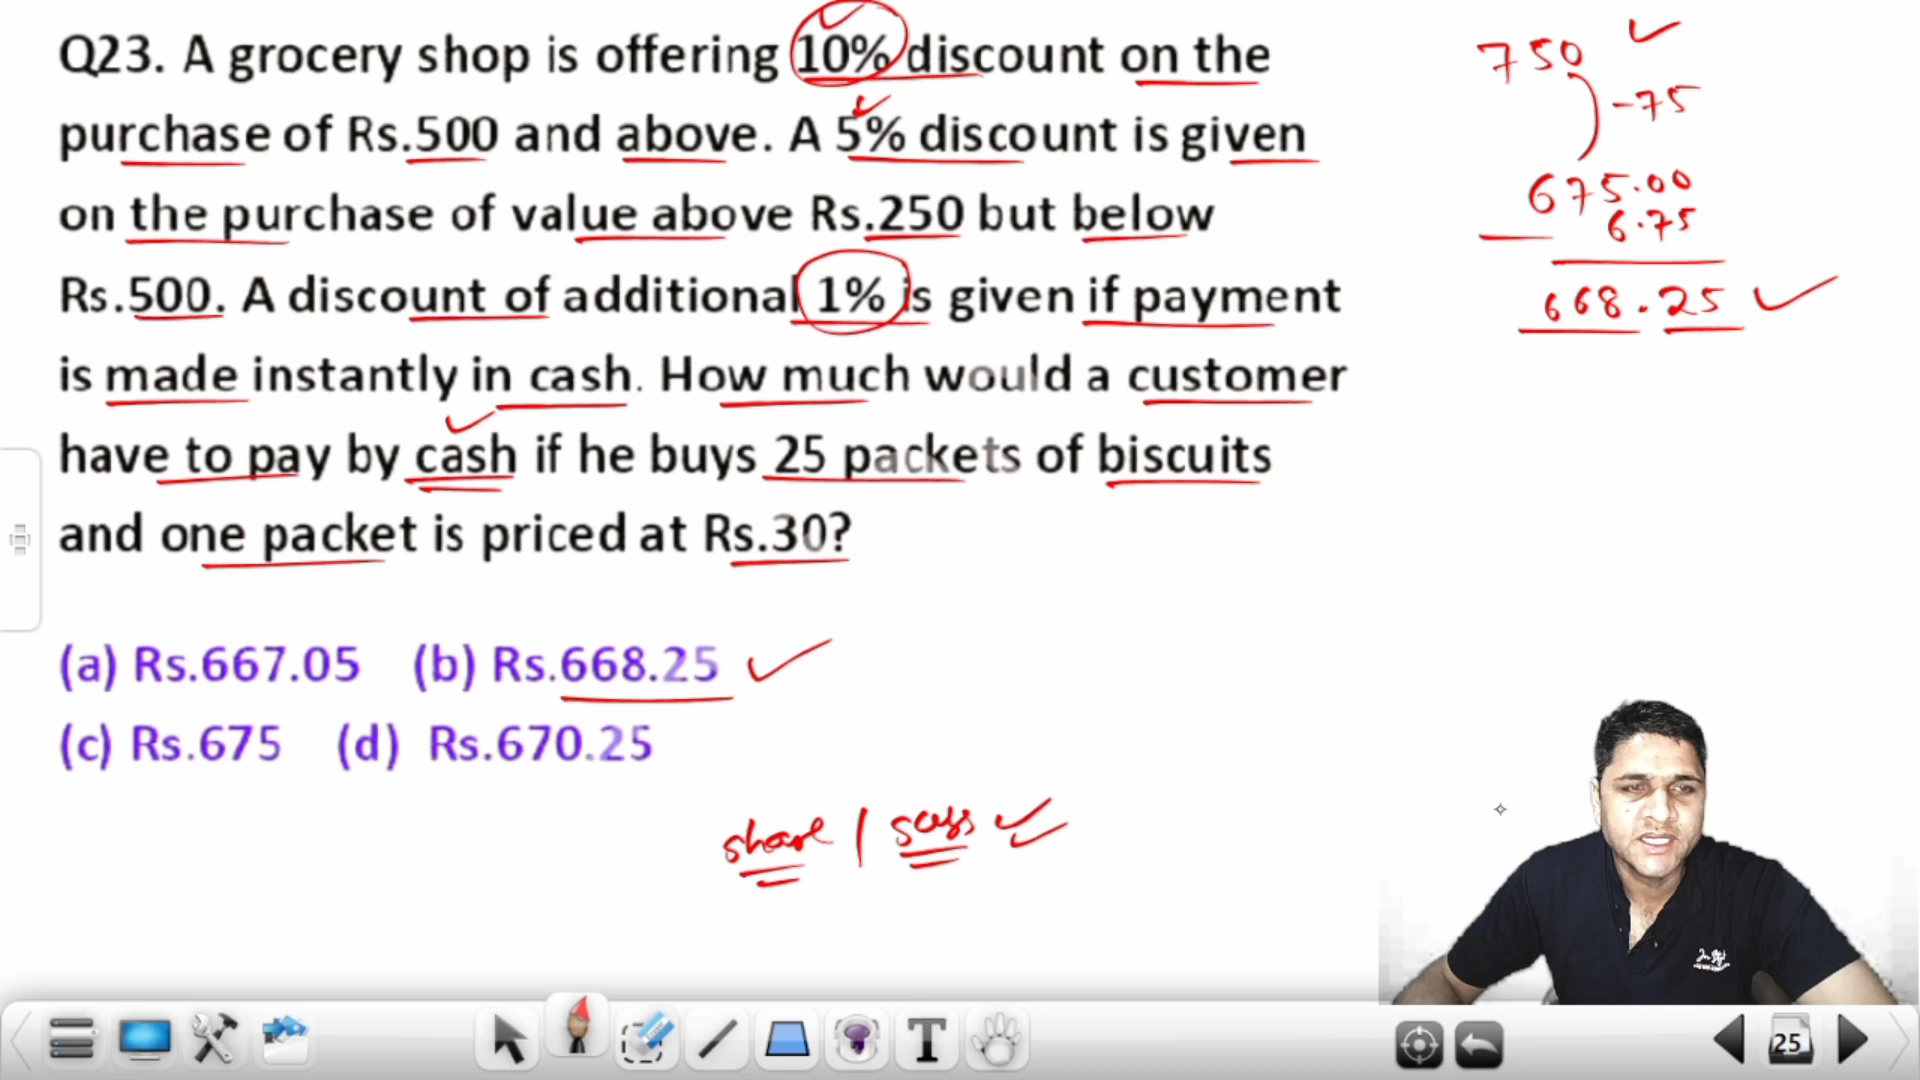 Q23. A grocery shop is offering 10% discount on the
purchase of Rs.500 and above. A 5% discount is given
on the purchase of value above Rs.250 but below
Rs.500. A discount of additional 1% is given if payment
is made instantly in cash. How much would a customer
have to pay by cash if he buys 25 packets of biscuits
and one packet is priced at Rs.30?
(a) Rs.667.05 (b) Rs.668.25
(c) Rs.675 (d) Rs.670.25
750
-75
675.00
6.75
668.25
share /
T
25